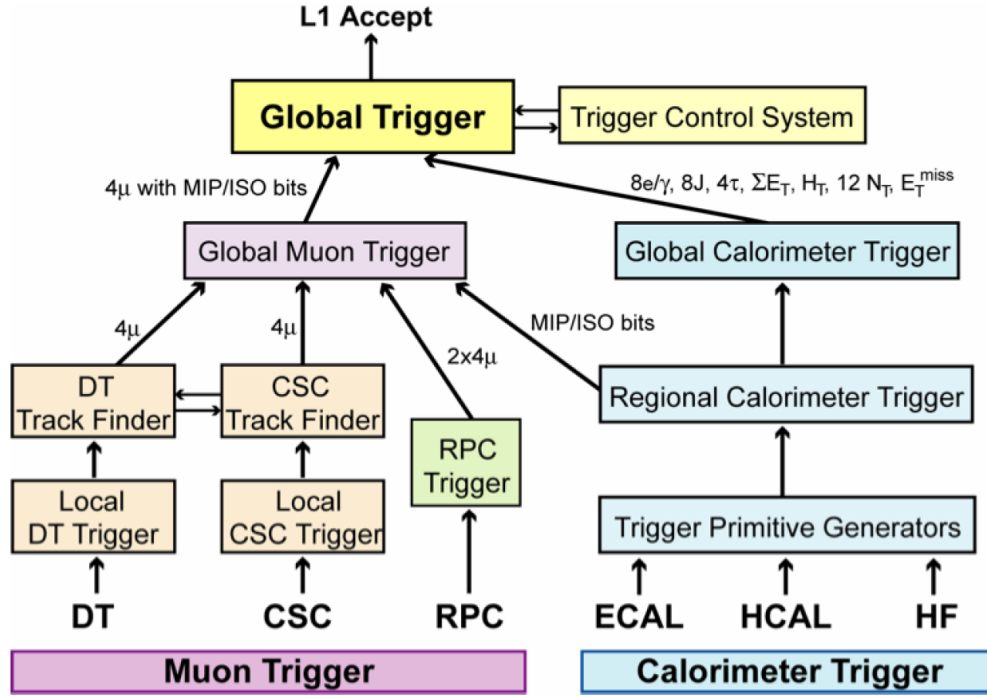 L1 Accept
Global Trigger
Trigger Control System
4μ with MIP/ISO bits
8e/γ, 8J, 4τ, ΣE_T, H_T, 12 N_T, E_T^miss
Global Muon Trigger
Global Calorimeter Trigger
4μ
4μ
2x4μ
MIP/ISO bits
DT
Track Finder
CSC
Track Finder
Regional Calorimeter Trigger
RPC
Trigger
Local
DT Trigger
Local
CSC Trigger
Trigger Primitive Generators
DT
CSC
RPC
ECAL
HCAL
HF
Muon Trigger
Calorimeter Trigger